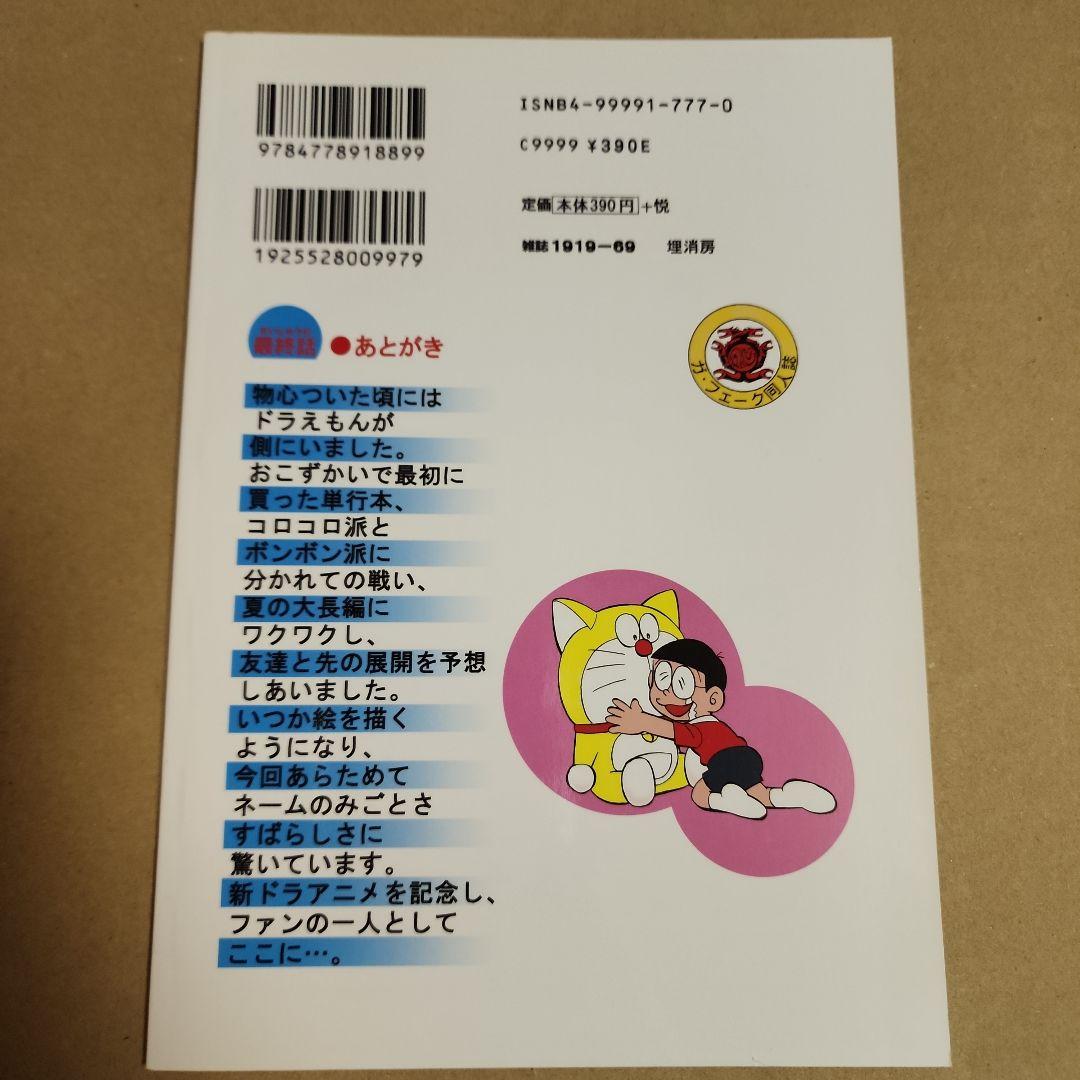 9784778918899
1925528009979
ISNB4-99991-777-0
C9999 ¥390E
定価 本体390円 +悦
雑誌 1919-69 埋消房
最終話
●あとがき
ガ・フェーク同人誌
物心ついた頃には
ドラえもんが
側にいました。
おこずかいで最初に
買った単行本、
コロコロ派と
ボンボン派に
分かれての戦い、
夏の大長編に
ワクワクし、
友達と先の展開を予想
しあいました。
いつか絵を描く
ようになり、
今回あらためて
ネームのみごとさ
すばらしさに
驚いています。
新ドラアニメを記念し、
ファンの一人として
ここに…。